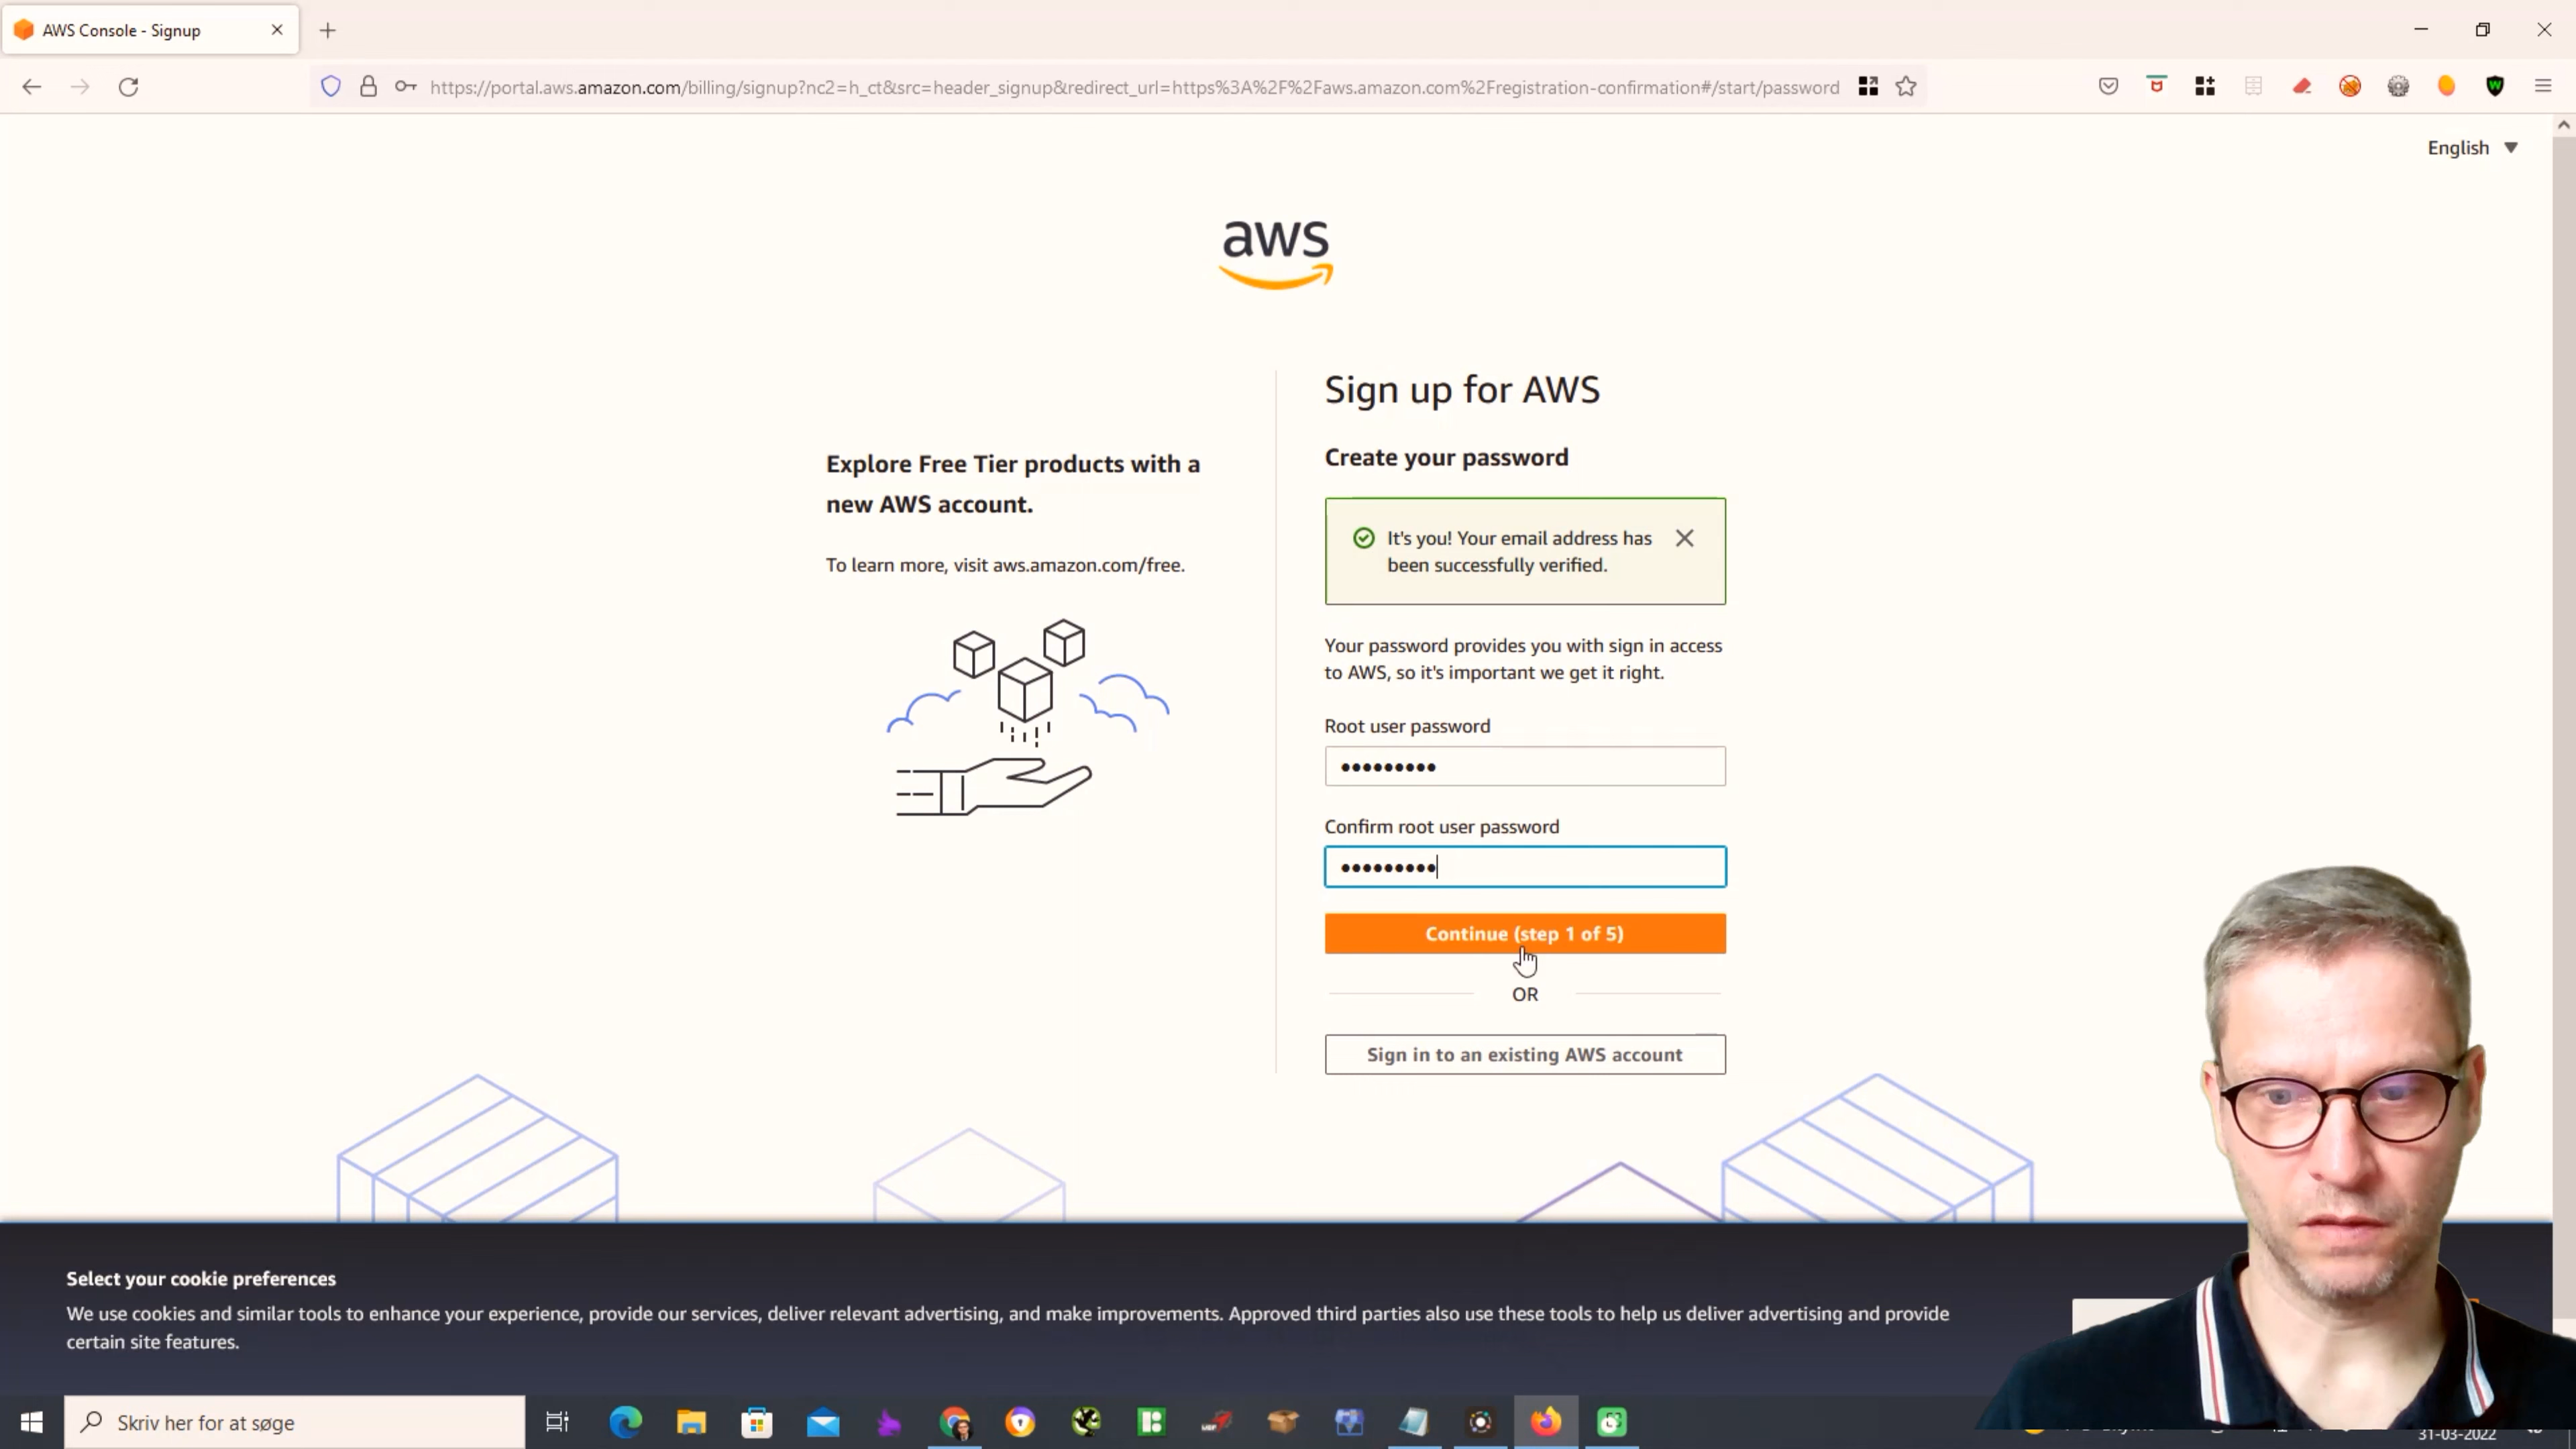 AWS Console - Signup
https://portal.aws.amazon.com/billing/signup?nc2=h_ct&src=header_signup&redirect_url=https%3A%2F%2Faws.amazon.com%2Fregistration-confirmation#/start/password
English
aws
Sign up for AWS
Explore Free Tier products with a
new AWS account.
To learn more, visit aws.amazon.com/free.
Create your password
It's you! Your email address has
been successfully verified.
Your password provides you with sign in access
to AWS, so it's important we get it right.
Root user password
Confirm root user password
Continue (step 1 of 5)
OR
Sign in to an existing AWS account
Select your cookie preferences
We use cookies and similar tools to enhance your experience, provide our services, deliver relevant advertising, and make improvements. Approved third parties also use these tools to help us deliver advertising and provide
certain site features.
Skriv her for at søge
31-03-2022